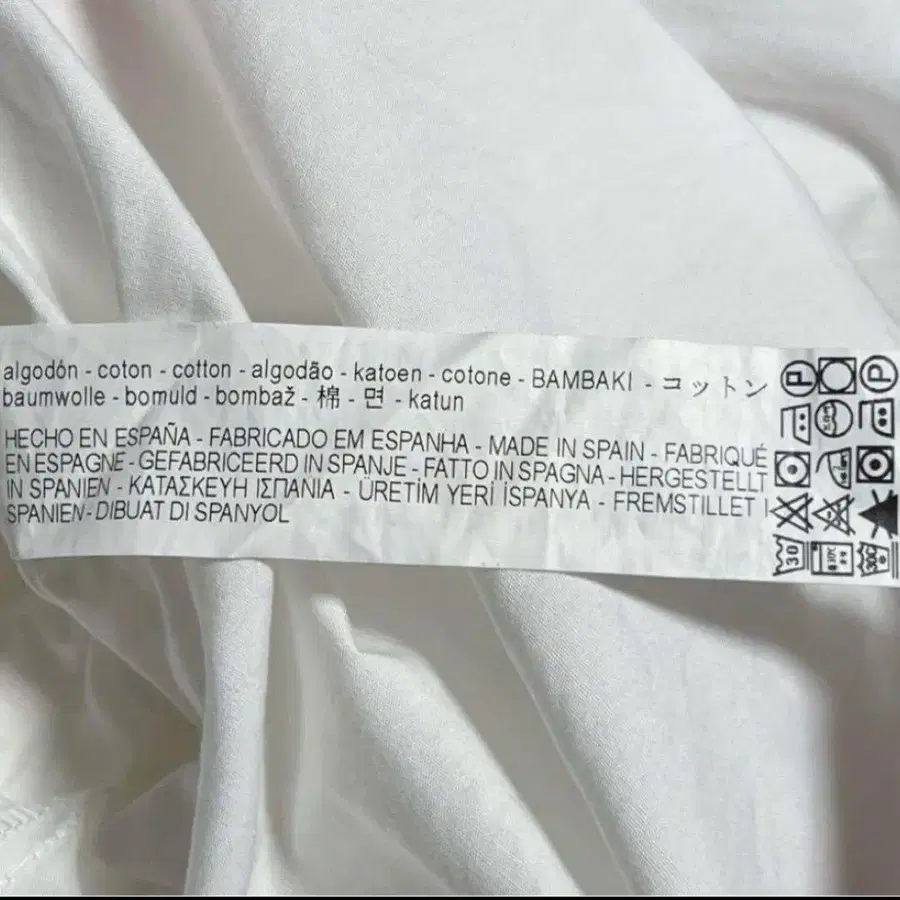 algodón - coton - cotton - algodão - katoen - cotone - BAMBAKI - コットン
baumwolle - bomuld - bombaž - 棉 - 면 - katun
HECHO EN ESPAÑA - FABRICADO EM ESPANHA - MADE IN SPAIN - FABRIQUÉ
EN ESPAGNE - GEFABRICEERD IN SPANJE - FATTO IN SPAGNA - HERGESTELLT
IN SPANIEN - ΚΑΤΑΣΚΕΥΗ ΙΣΠΑΝΙΑ - ÜRETİM YERİ İSPANYA - FREMSTILLET I
SPANIEN - DIBUAT DI SPANYOL
P P
30 30C